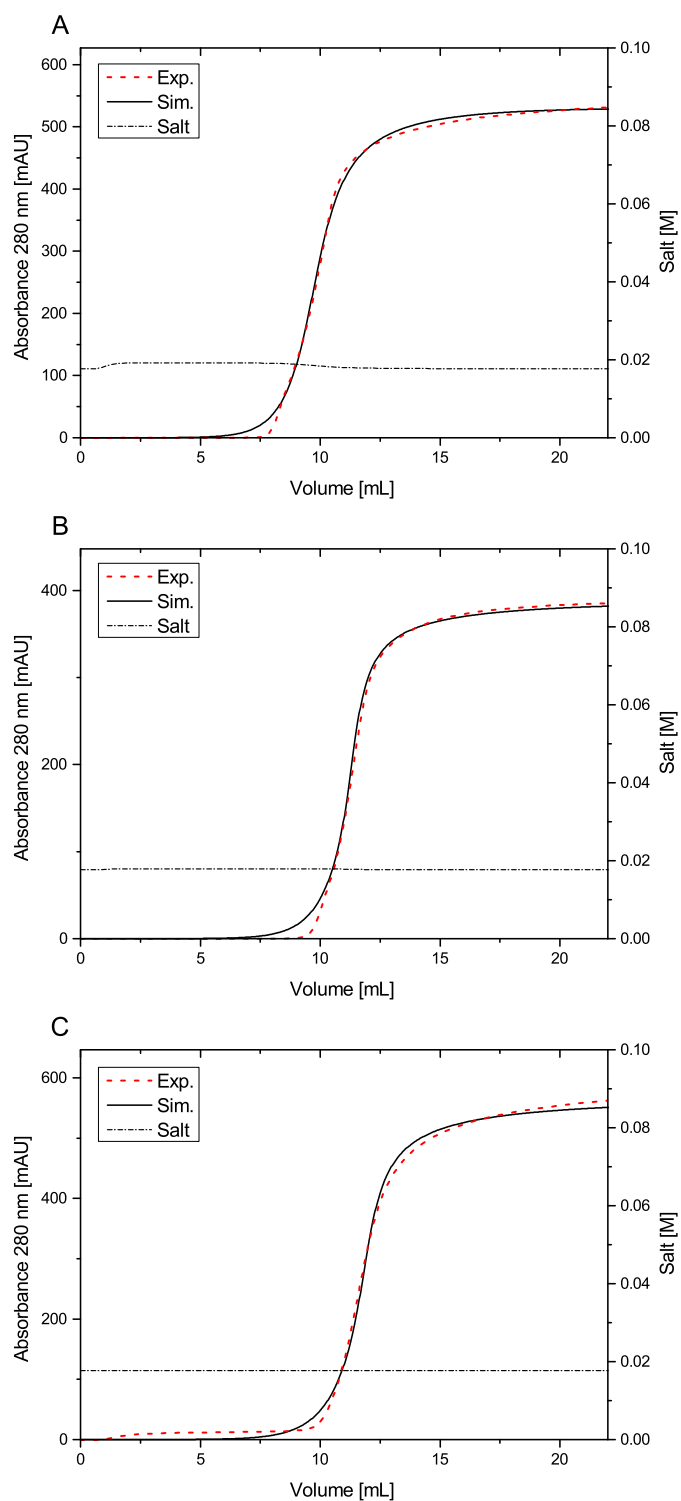 A
600
500
400
300
200
100
0
Absorbance 280 nm [mAU]
Exp.
Sim.
Salt
0.10
0.08
0.06
0.04
0.02
0.00
Salt [M]
0 5 10 15 20
Volume [mL]
B
400
200
0
Absorbance 280 nm [mAU]
Exp.
Sim.
Salt
0.10
0.08
0.06
0.04
0.02
0.00
Salt [M]
0 5 10 15 20
Volume [mL]
C
600
400
200
0
Absorbance 280 nm [mAU]
Exp.
Sim.
Salt
0.10
0.08
0.06
0.04
0.02
0.00
Salt [M]
0 5 10 15 20
Volume [mL]